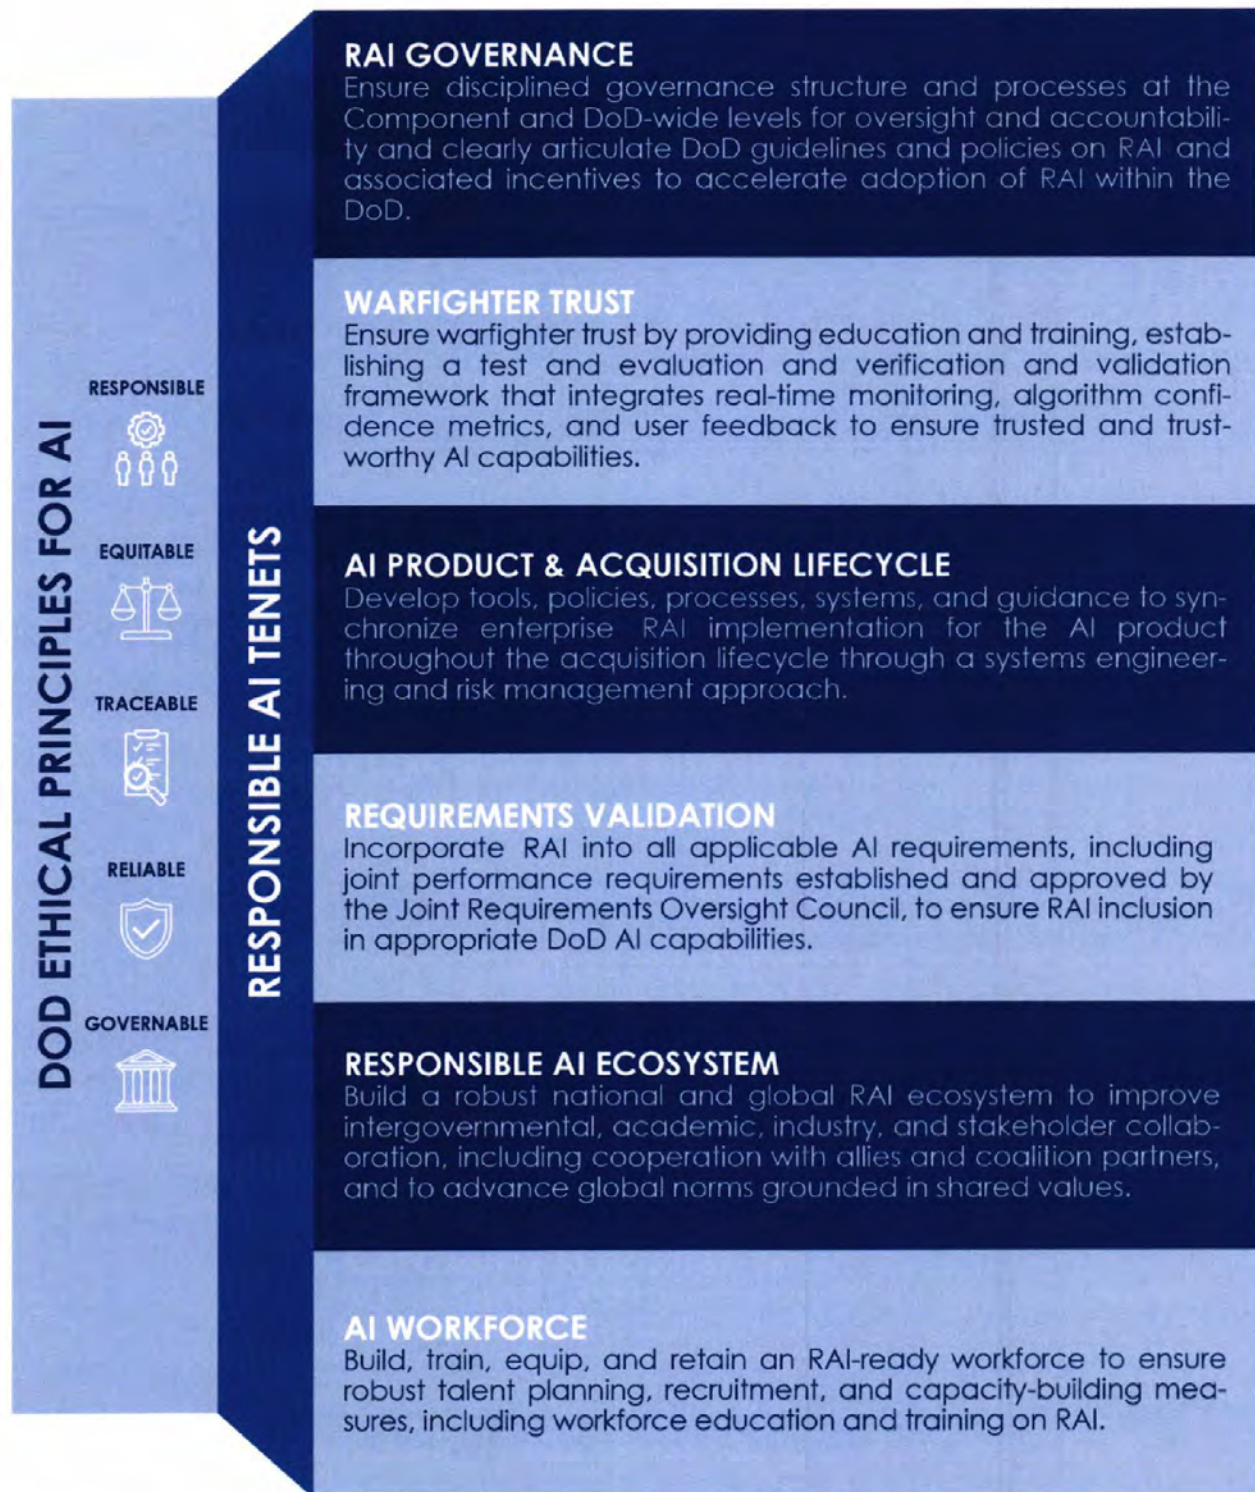 DOD ETHICAL PRINCIPLES FOR AI
RESPONSIBLE
EQUITABLE
TRACEABLE
RELIABLE
GOVERNABLE
RESPONSIBLE AI TENETS
RAI GOVERNANCE
Ensure disciplined governance structure and processes at the
Component and DoD-wide levels for oversight and accountabili-
ty and clearly articulate DoD guidelines and policies on RAI and
associated incentives to accelerate adoption of RAI within the
DoD.
WARFIGHTER TRUST
Ensure warfighter trust by providing education and training, estab-
lishing a test and evaluation and verification and validation
framework that integrates real-time monitoring, algorithm confi-
dence metrics, and user feedback to ensure trusted and trust-
worthy AI capabilities.
AI PRODUCT & ACQUISITION LIFECYCLE
Develop tools, policies, processes, systems, and guidance to syn-
chronize enterprise RAI implementation for the AI product
throughout the acquisition lifecycle through a systems engineer-
ing and risk management approach.
REQUIREMENTS VALIDATION
Incorporate RAI into all applicable AI requirements, including
joint performance requirements established and approved by
the Joint Requirements Oversight Council, to ensure RAI inclusion
in appropriate DoD AI capabilities.
RESPONSIBLE AI ECOSYSTEM
Build a robust national and global RAI ecosystem to improve
intergovernmental, academic, industry, and stakeholder collab-
oration, including cooperation with allies and coalition partners,
and to advance global norms grounded in shared values.
AI WORKFORCE
Build, train, equip, and retain an RAI-ready workforce to ensure
robust talent planning, recruitment, and capacity-building mea-
sures, including workforce education and training on RAI.